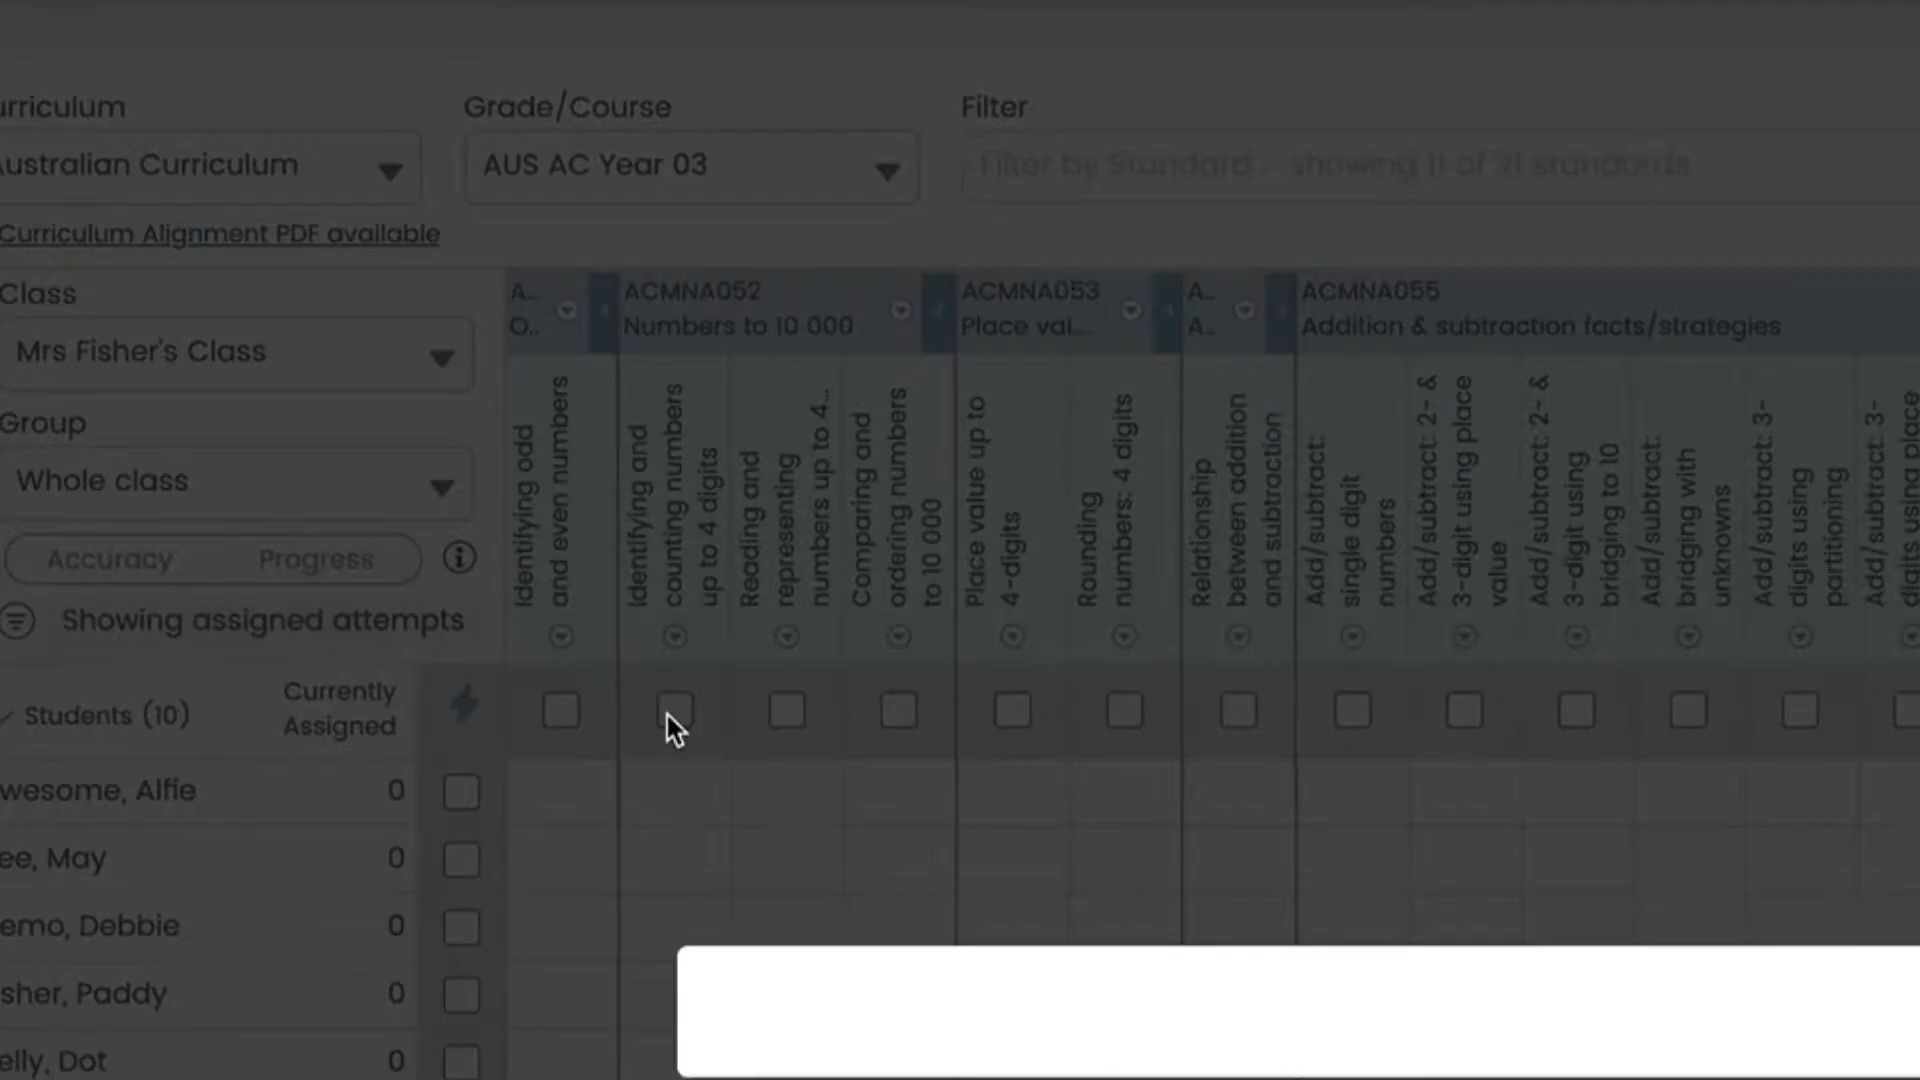 urriculum
Grade/Course
Filter
ustralian Curriculum
AUS AC Year 03
Filter by Standard - showing 11 of 31 standards
Curriculum Alignment PDF available
Class
Mrs Fisher's Class
Group
Whole class
Accuracy
Progress
Showing assigned attempts
A...
O..
ACMNA052
Numbers to 10 000
ACMNA053
Place val...
A...
A...
ACMNA055
Addition & subtraction facts/strategies
Identifying odd
and even numbers
Identifying and
counting numbers
up to 4 digits
Reading and
representing
numbers up to 4...
Comparing and
ordering numbers
to 10 000
Place value up to
4-digits
Rounding
numbers: 4 digits
Relationship
between addition
and subtraction
Add/subtract:
single digit
numbers
Add/subtract: 2- &
3-digit using place
value
Add/subtract: 2- &
3-digit using
bridging to 10
Add/subtract:
bridging with
unknowns
Add/subtract: 3-
digits using
partitioning
Add/subtract: 3-
digits using place
Students (10)
Currently
Assigned
wesome, Alfie 0
ee, May 0
emo, Debbie 0
sher, Paddy 0
elly, Dot 0